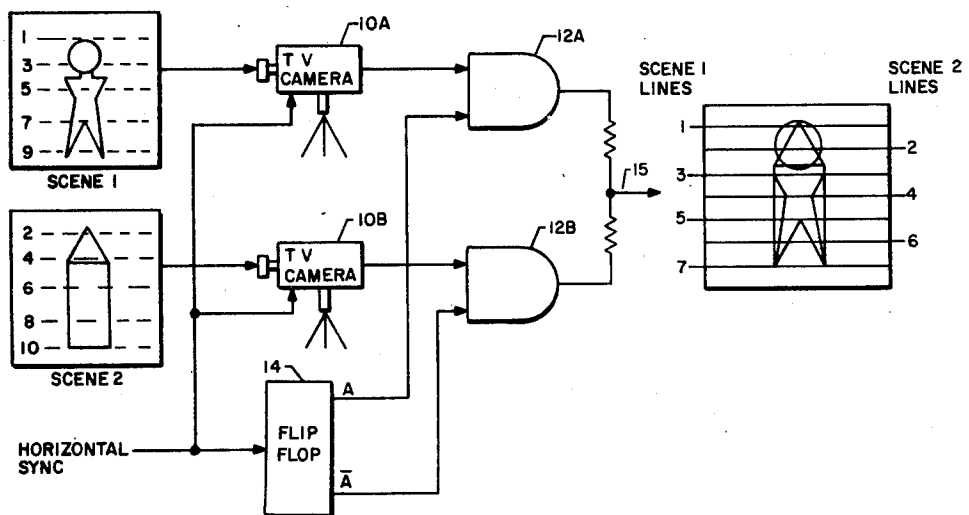 1
3
5
7
9
SCENE 1
2
4
6
8
10
SCENE 2
HORIZONTAL
SYNC
10A
T V
CAMERA
10B
T V
CAMERA
14
FLIP
FLOP
A
A̅
12A
12B
15
SCENE 1
LINES
SCENE 2
LINES
1
2
3
4
5
6
7